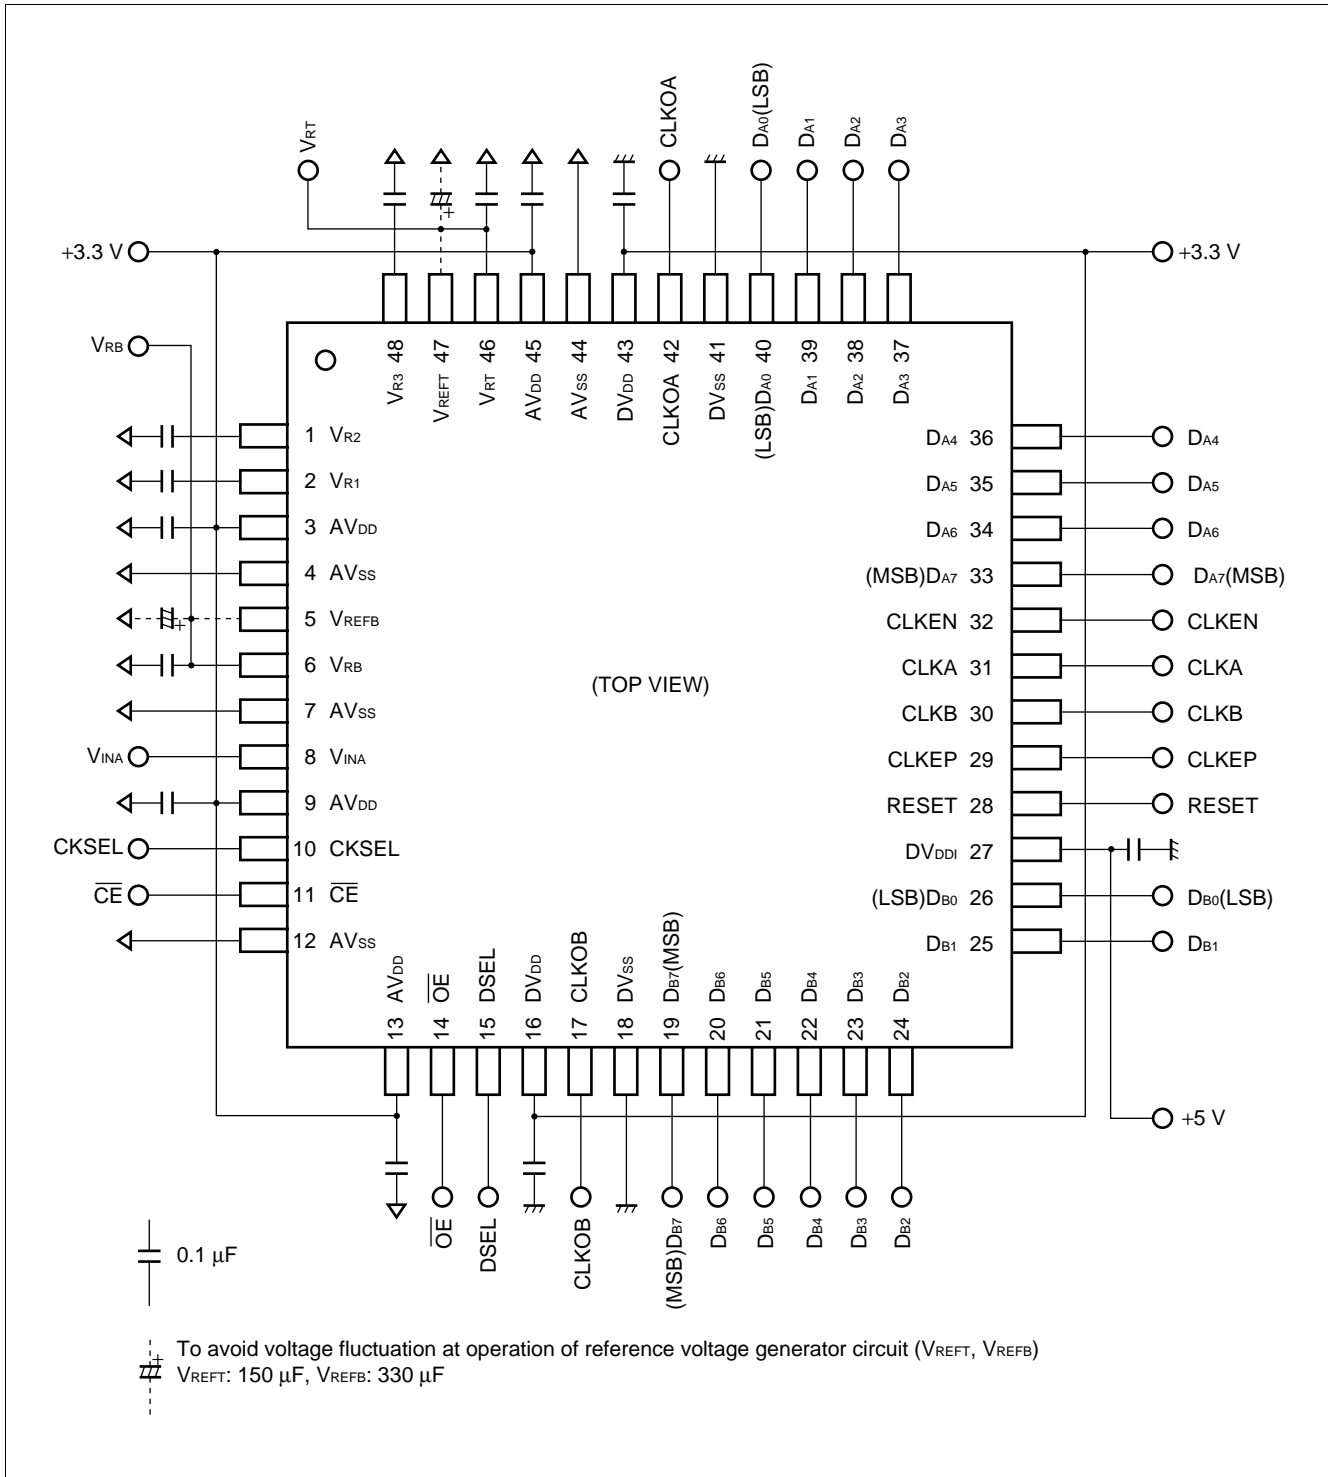 VRT
CLKOA
DA0(LSB)
DA1
DA2
DA3
+
+3.3 V
+3.3 V
VRB
48 VR3
47 VREFT
46 VRT
45 AVDD
44 AVSS
43 DVDD
42 CLKOA
41 DVSS
40 (LSB)DA0
39 DA1
38 DA2
37 DA3
1 VR2
2 VR1
3 AVDD
4 AVSS
+
5 VREFB
6 VRB
7 AVSS
VINA
8 VINA
9 AVDD
CKSEL
10 CKSEL
CE
11 CE
12 AVSS
(TOP VIEW)
DA4 36 DA4
DA5 35 DA5
DA6 34 DA6
(MSB)DA7 33 DA7(MSB)
CLKEN 32 CLKEN
CLKA 31 CLKA
CLKB 30 CLKB
CLKEP 29 CLKEP
RESET 28 RESET
DVDDI 27
(LSB)DB0 26 DB0(LSB)
DB1 25 DB1
13 AVDD
14 OE
15 DSEL
16 DVDD
17 CLKOB
18 DVSS
19 DB7(MSB)
20 DB6
21 DB5
22 DB4
23 DB3
24 DB2
+5 V
OE
DSEL
CLKOB
(MSB)DB7
DB6
DB5
DB4
DB3
DB2
0.1 μF
+
To avoid voltage fluctuation at operation of reference voltage generator circuit (VREFT, VREFB)
VREFT: 150 μF, VREFB: 330 μF